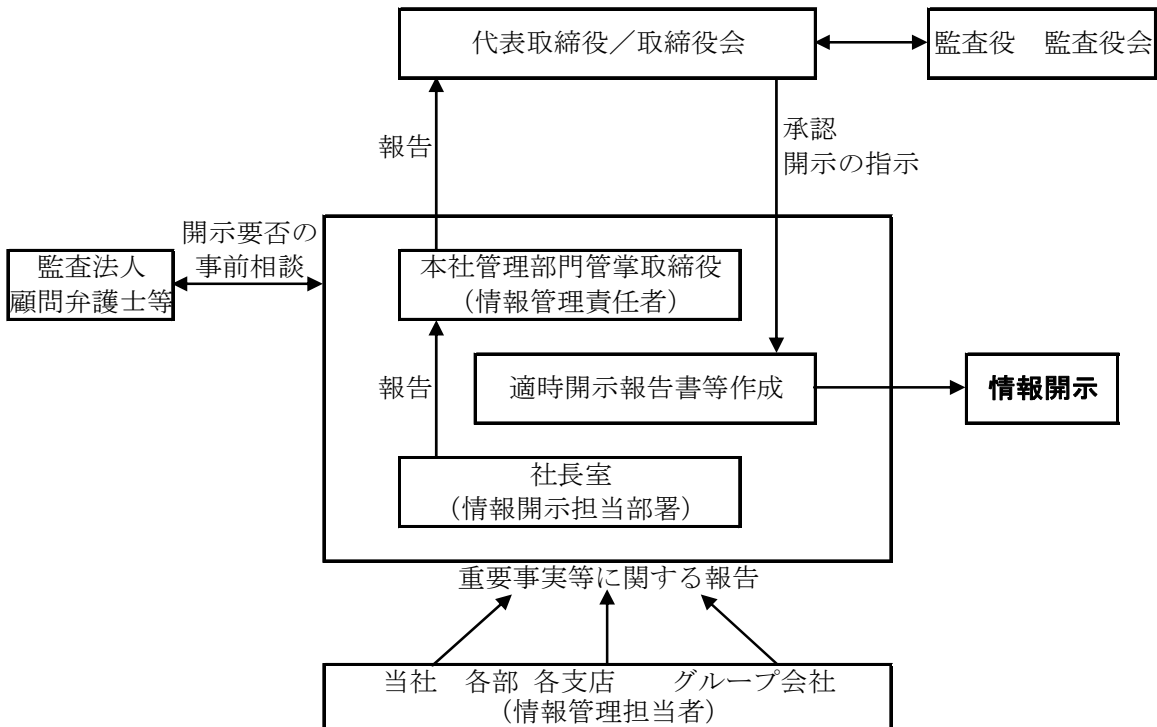 代表取締役／取締役会
監査役　監査役会
報告
承認
開示の指示
開示要否の
事前相談
監査法人
顧問弁護士等
本社管理部門管掌取締役
（情報管理責任者）
報告
適時開示報告書等作成
情報開示
社長室
（情報開示担当部署）
重要事実等に関する報告
当社　各部 各支店　　グループ会社
（情報管理担当者）